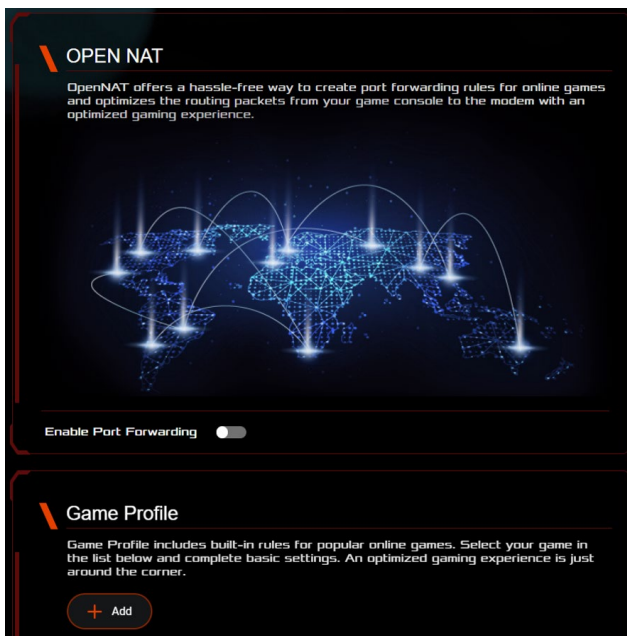 OPEN NAT
OpenNAT offers a hassle-free way to create port forwarding rules for online games
and optimizes the routing packets from your game console to the modem with an
optimized gaming experience.
Enable Port Forwarding
Game Profile
Game Profile includes built-in rules for popular online games. Select your game in
the list below and complete basic settings. An optimized gaming experience is just
around the corner.
+ Add